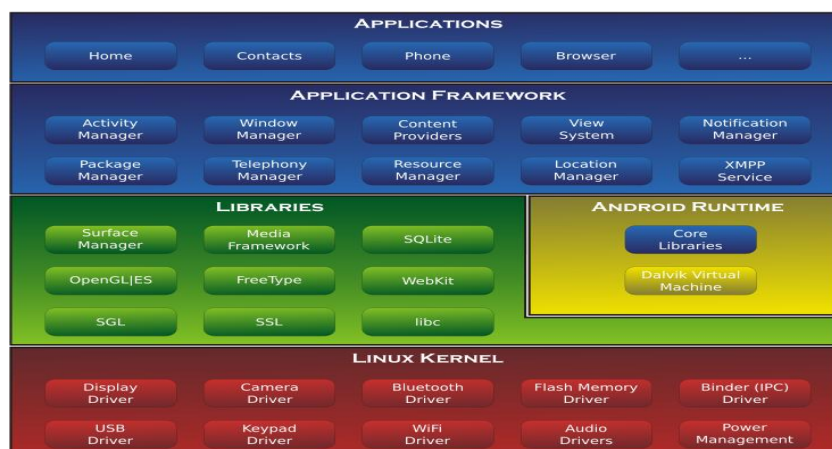 APPLICATIONS
Home Contacts Phone Browser ...
APPLICATION FRAMEWORK
Activity Manager Window Manager Content Providers View System Notification Manager
Package Manager Telephony Manager Resource Manager Location Manager XMPP Service
LIBRARIES
Surface Manager Media Framework SQLite
OpenGL|ES FreeType WebKit
SGL SSL libc
ANDROID RUNTIME
Core Libraries
Dalvik Virtual Machine
LINUX KERNEL
Display Driver Camera Driver Bluetooth Driver Flash Memory Driver Binder (IPC) Driver
USB Driver Keypad Driver WiFi Driver Audio Drivers Power Management